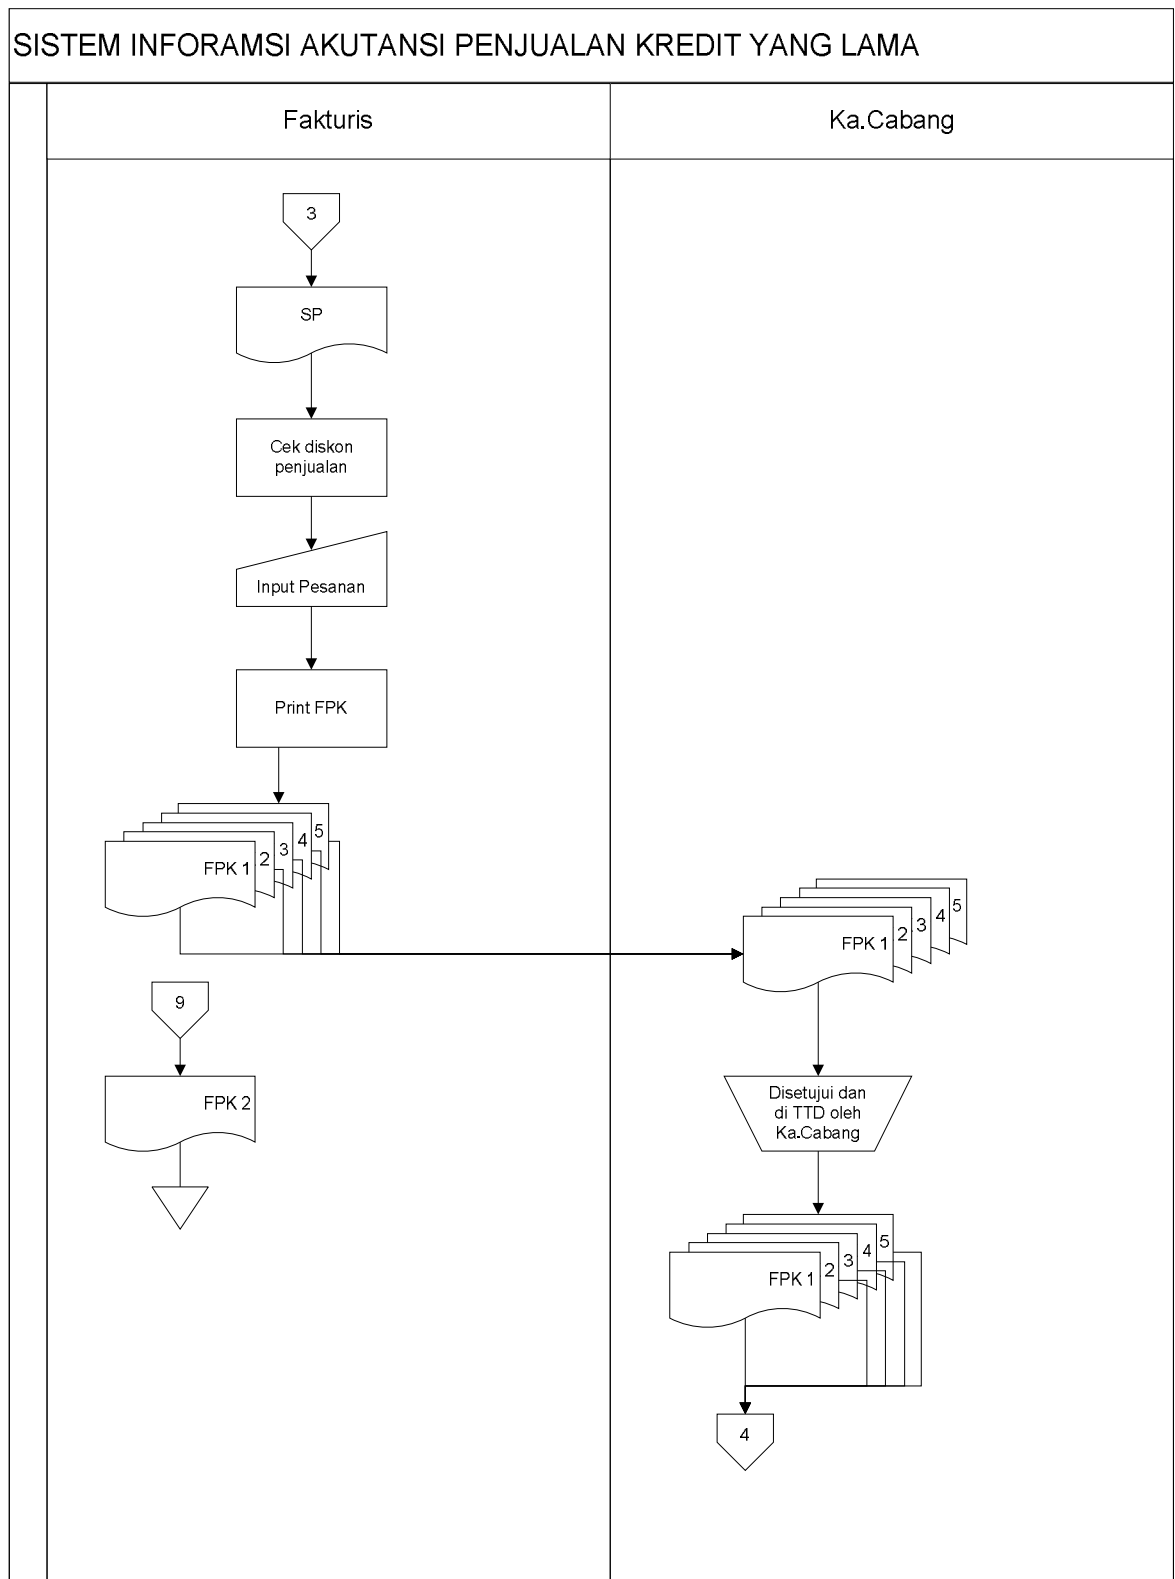 SISTEM INFORAMSI AKUTANSI PENJUALAN KREDIT YANG LAMA
Fakturis
Ka.Cabang
3
SP
Cek diskon
penjualan
Input Pesanan
Print FPK
FPK 1
2
3
4
5
FPK 1
2
3
4
5
9
FPK 2
Disetujui dan
di TTD oleh
Ka.Cabang
FPK 1
2
3
4
5
4